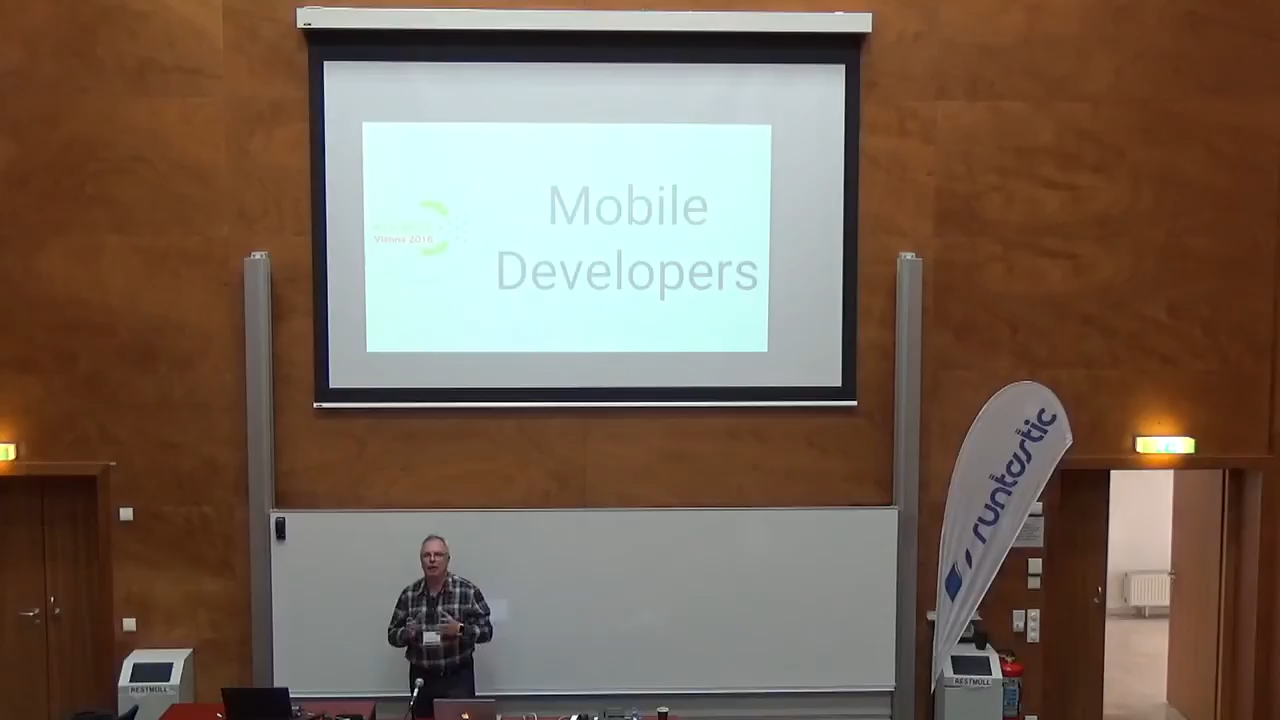 Mobile
Developers
Vienna 2016
runtastic
RESTMÜLL
RESTMÜLL